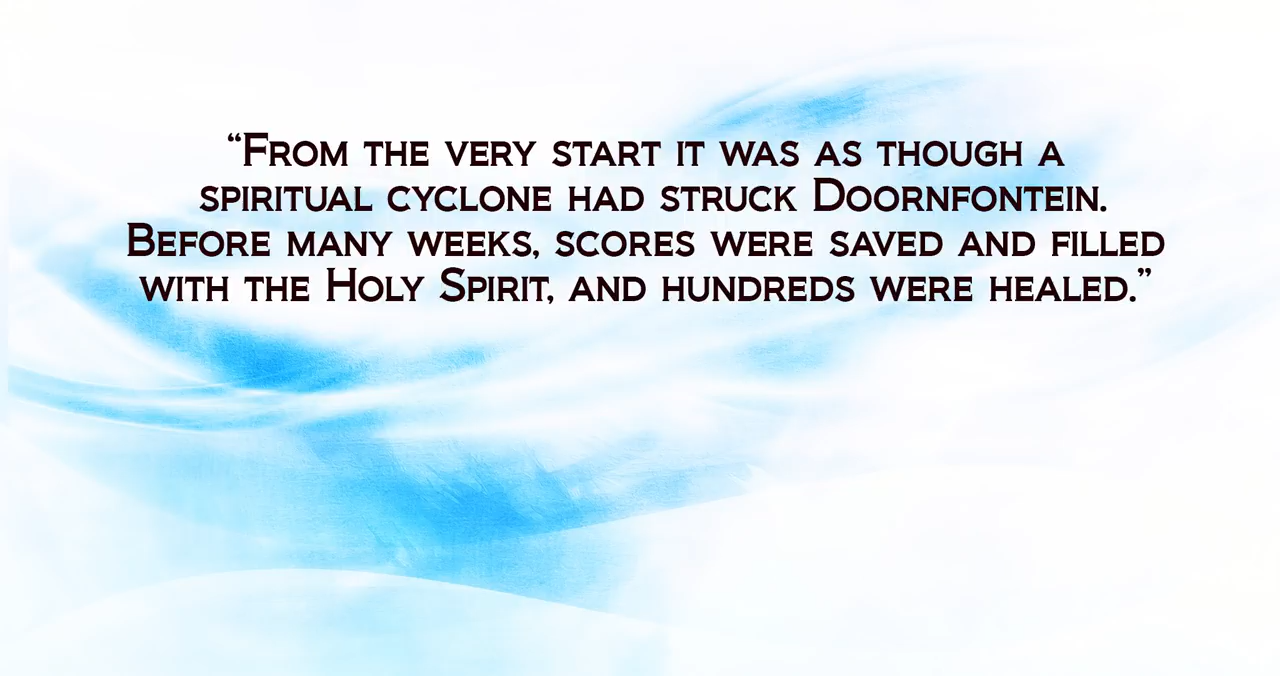 “From the very start it was as though a
spiritual cyclone had struck Doornfontein.
Before many weeks, scores were saved and filled
with the Holy Spirit, and hundreds were healed.”